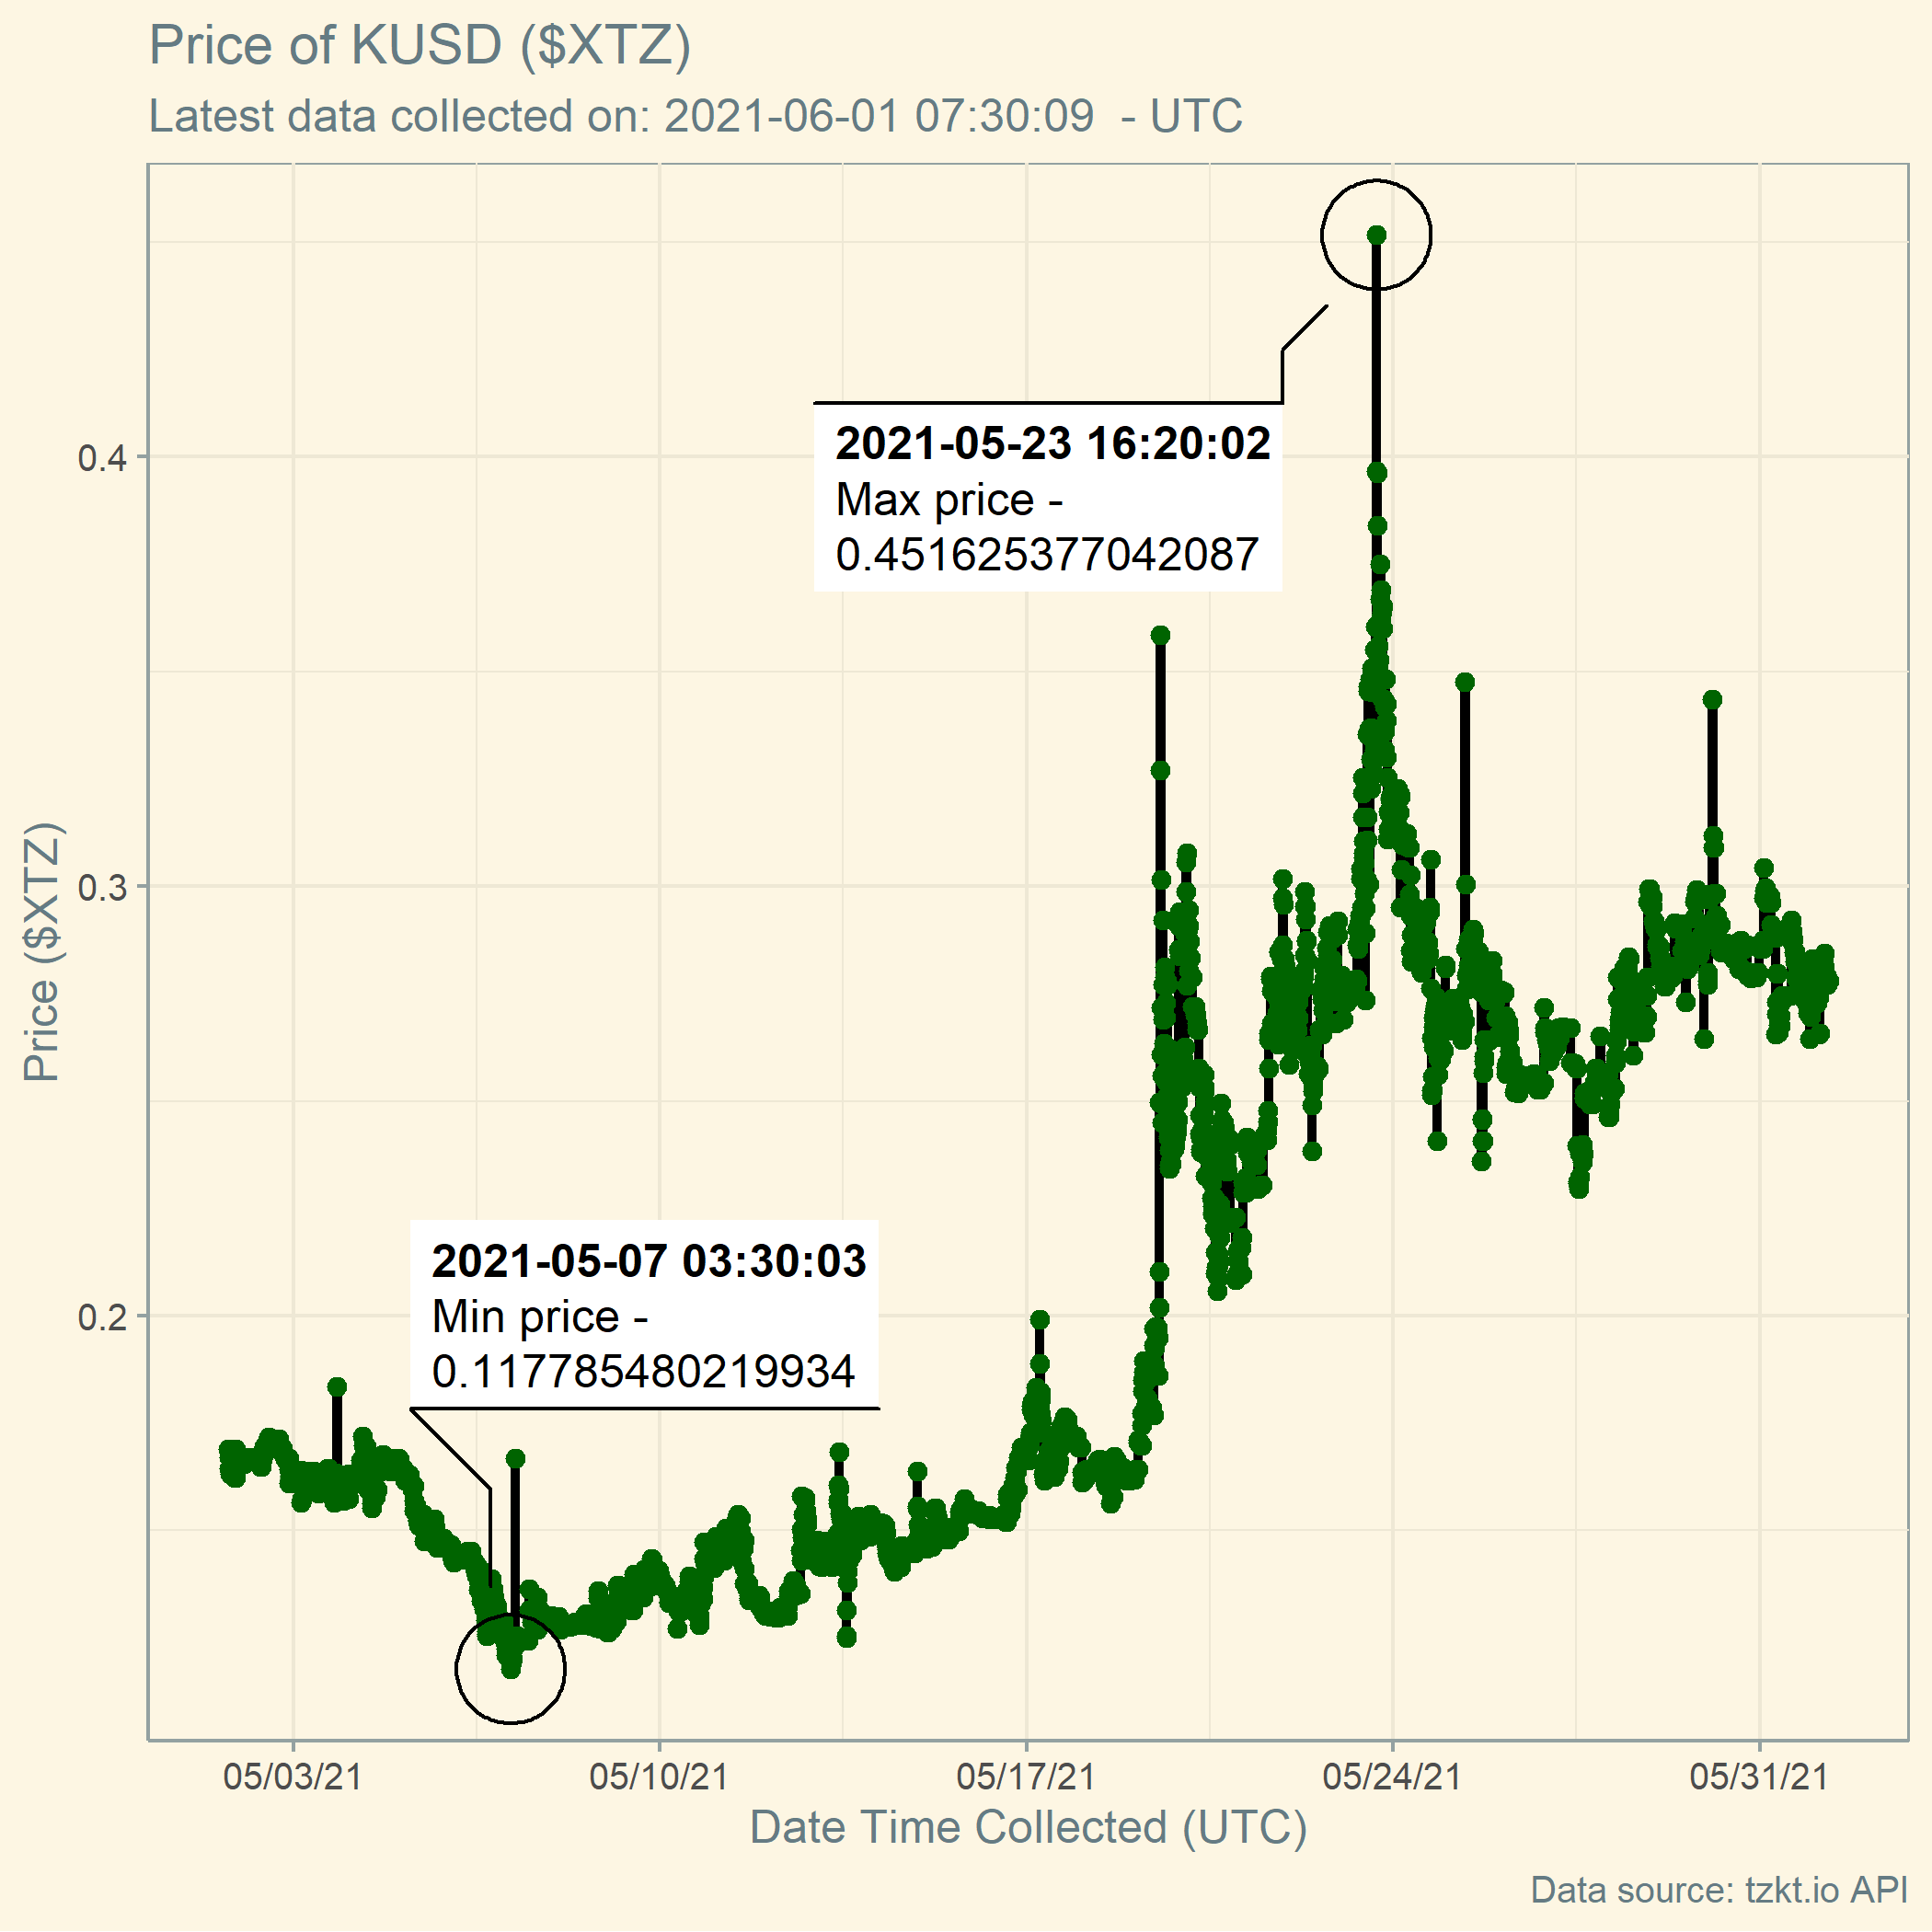 Price of KUSD ($XTZ)
Latest data collected on: 2021-06-01 07:30:09  - UTC
2021-05-23 16:20:02
Max price -
0.451625377042087
2021-05-07 03:30:03
Min price -
0.117785480219934
Price ($XTZ)
0.4
0.3
0.2
05/03/21
05/10/21
05/17/21
05/24/21
05/31/21
Date Time Collected (UTC)
Data source: tzkt.io API